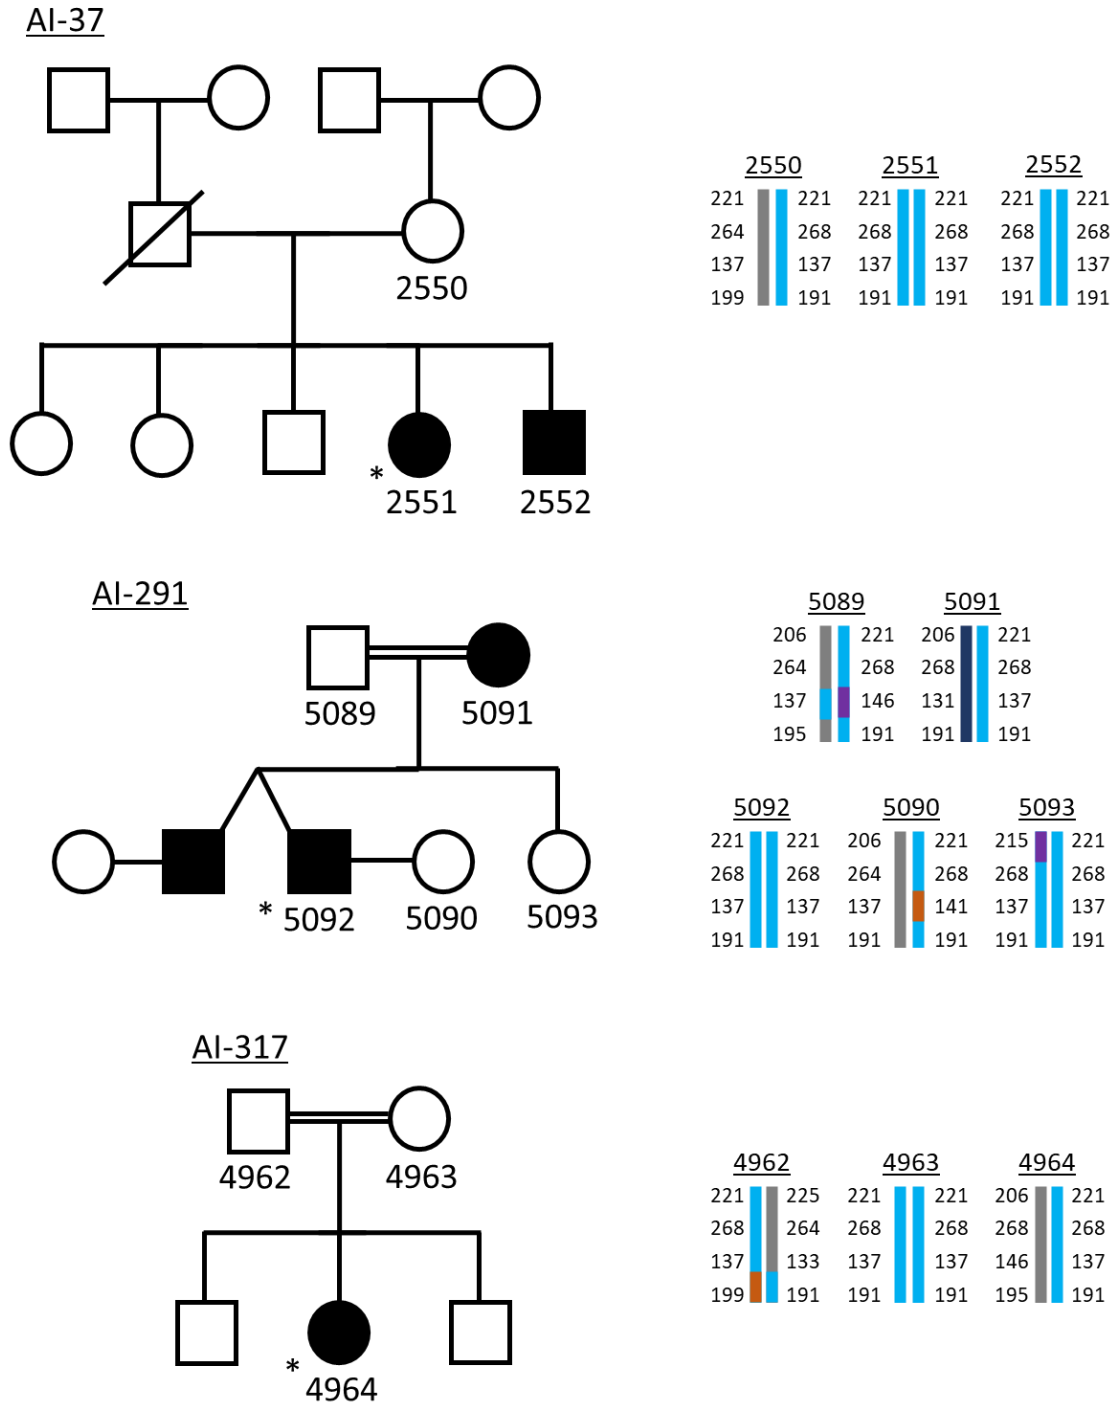 AI-37
2550
* 2551 2552
2550 2551 2552
221 221 221 221 221 221
264 268 268 268 268 268
137 137 137 137 137 137
199 191 191 191 191 191
AI-291
5089 5091
* 5092 5090 5093
5089 5091
206 221 206 221
264 268 268 268
137 146 131 137
195 191 191 191
5092 5090 5093
221 221 206 221 215 221
268 268 264 268 268 268
137 137 137 141 137 137
191 191 191 191 191 191
AI-317
4962 4963
* 4964
4962 4963 4964
221 225 221 221 206 221
268 264 268 268 268 268
137 133 137 137 146 137
199 191 191 191 195 191